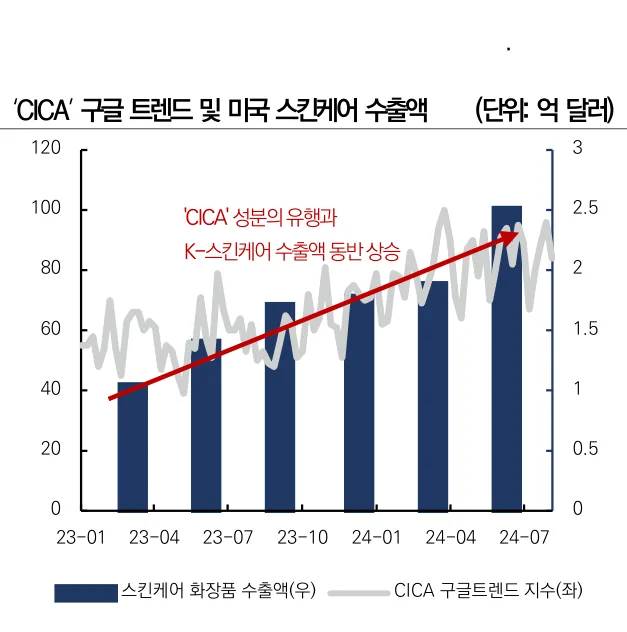 'CICA' 구글 트렌드 및 미국 스킨케어 수출액 (단위: 억 달러)
120 3
100 2.5
80 2
60 1.5
40 1
20 0.5
0 0
'CICA' 성분의 유행과
K-스킨케어 수출액 동반 상승
23-01 23-04 23-07 23-10 24-01 24-04 24-07
스킨케어 화장품 수출액(우) CICA 구글트렌드 지수(좌)